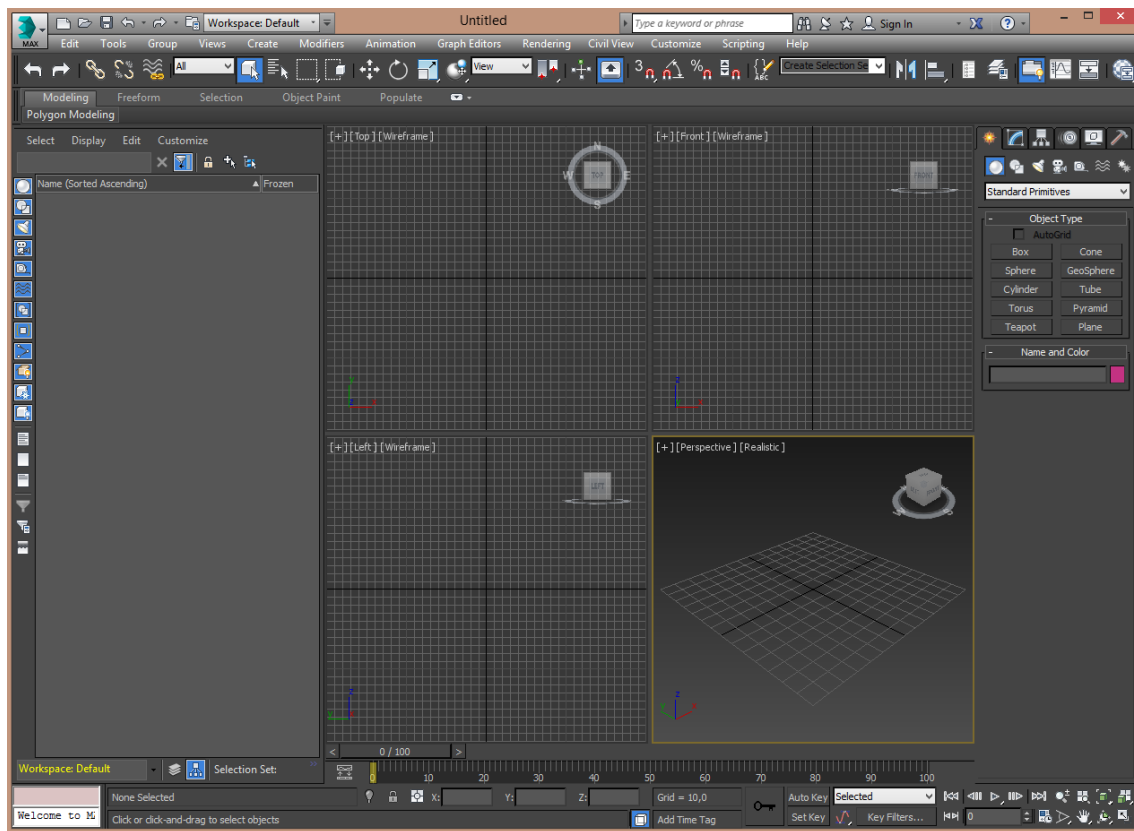 Workspace: Default
Untitled
Type a keyword or phrase
Sign In
MAX
Edit Tools Group Views Create Modifiers Animation Graph Editors Rendering Civil View Customize Scripting Help
All
View
3
%
ABC
Create Selection Se
Modeling Freeform Selection Object Paint Populate
Polygon Modeling
Select Display Edit Customize
Name (Sorted Ascending) Frozen
[+][Top][Wireframe]
N
W TOP E
S
[+][Front][Wireframe]
FRONT
y
z x
z
x
[+][Left][Wireframe]
LEFT
z
y
[+][Perspective][Realistic]
z
y x
Standard Primitives
- Object Type
AutoGrid
Box Cone
Sphere GeoSphere
Cylinder Tube
Torus Pyramid
Teapot Plane
- Name and Color
< 0 / 100 >
Workspace: Default
Selection Set:
0 10 20 30 40 50 60 70 80 90 100
None Selected
X: Y: Z:
Grid = 10,0
Auto Key Selected
Welcome to M
Click or click-and-drag to select objects
Add Time Tag
Set Key Key Filters...
0